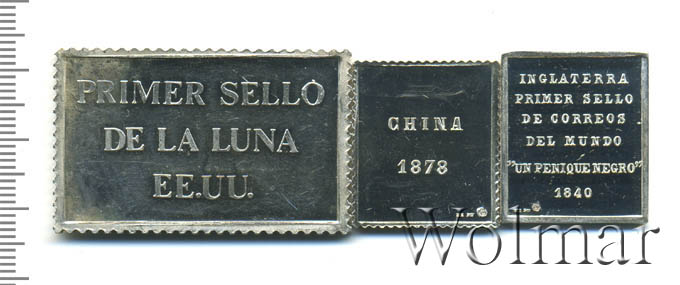 PRIMER SELLO
DE LA LUNA
EE.UU.
CHINA
1878
INGLATERRA
PRIMER SELLO
DE CORREOS
DEL MUNDO
"UN PENIQUE NEGRO"
1840
Wolmar